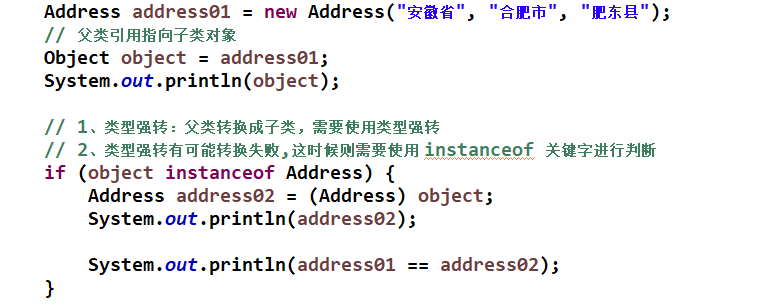 Address address01 = new Address("安徽省", "合肥市", "肥东县");
// 父类引用指向子类对象
Object object = address01;
System.out.println(object);
// 1、类型强转：父类转换成子类，需要使用类型强转
// 2、类型强转有可能转换失败,这时候则需要使用 instanceof 关键字进行判断
if (object instanceof Address) {
Address address02 = (Address) object;
System.out.println(address02);
System.out.println(address01 == address02);
}